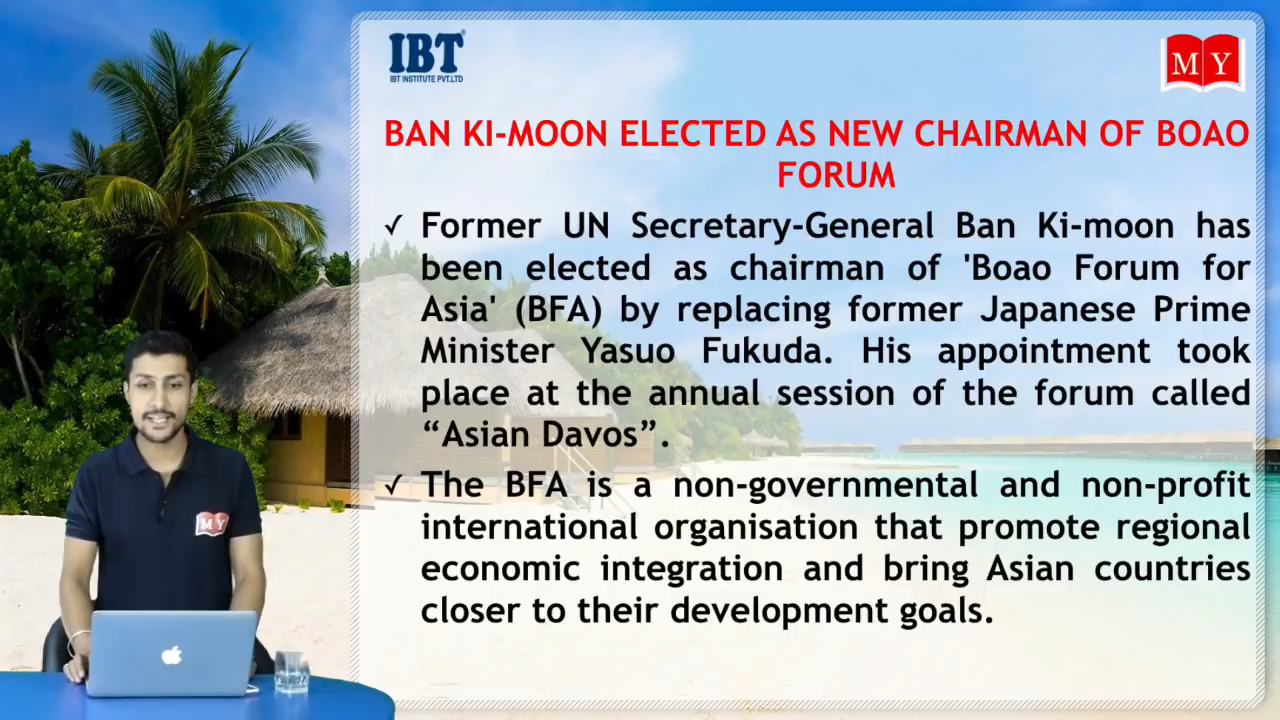 IBT
IBT INSTITUTE PVT.LTD
M Y
BAN KI-MOON ELECTED AS NEW CHAIRMAN OF BOAO
FORUM
✓ Former UN Secretary-General Ban Ki-moon has
been elected as chairman of 'Boao Forum for
Asia' (BFA) by replacing former Japanese Prime
Minister Yasuo Fukuda. His appointment took
place at the annual session of the forum called
“Asian Davos”.
✓ The BFA is a non-governmental and non-profit
international organisation that promote regional
economic integration and bring Asian countries
closer to their development goals.
MY